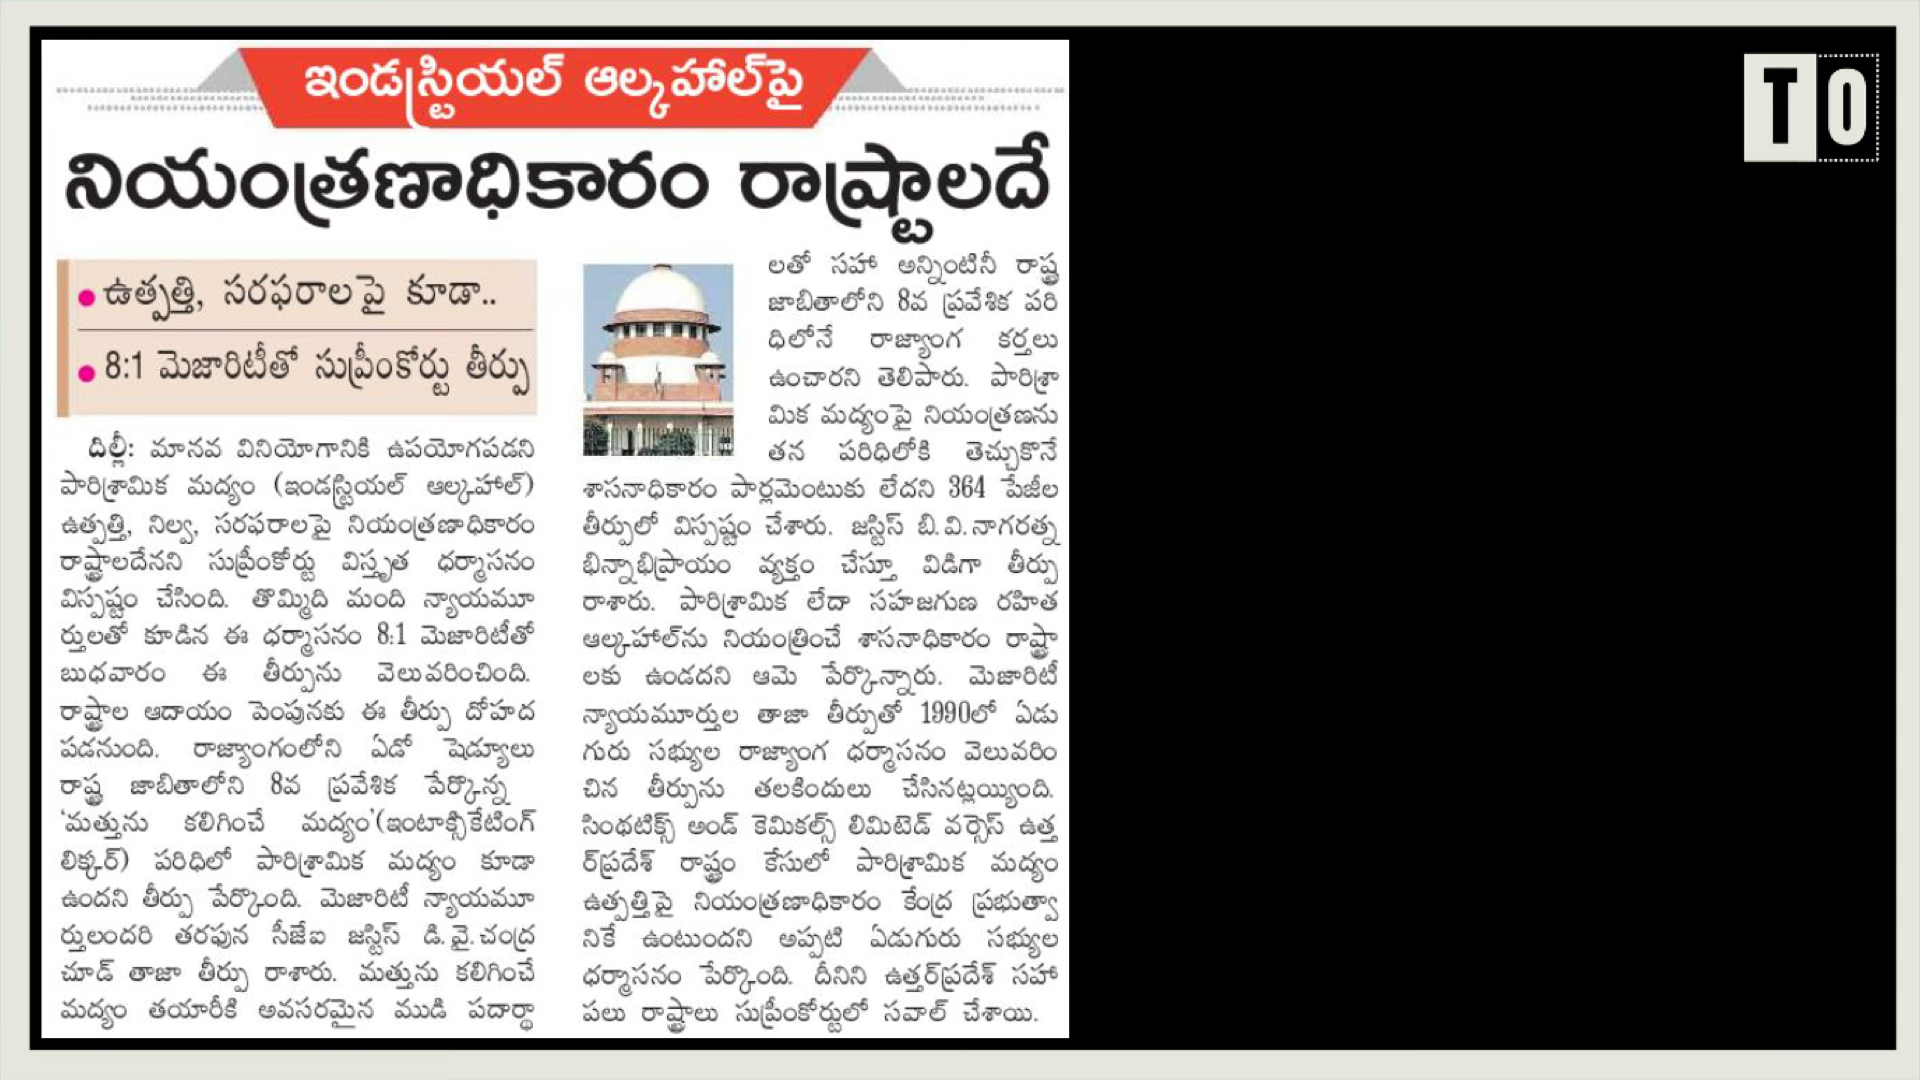 ఇండస్ట్రియల్ ఆల్కహాల్‌పై
నియంత్రణాధికారం రాష్ట్రాలదే
• ఉత్పత్తి, సరఫరాలపై కూడా..
• 8:1 మెజారిటీతో సుప్రీంకోర్టు తీర్పు
దిల్లీ: మానవ వినియోగానికి ఉపయోగపడని
పారిశ్రామిక మద్యం (ఇండస్ట్రియల్ ఆల్కహాల్)
ఉత్పత్తి, నిల్వ, సరఫరాలపై నియంత్రణాధికారం
రాష్ట్రాలదేనని సుప్రీంకోర్టు విస్తృత ధర్మాసనం
విస్పష్టం చేసింది. తొమ్మిది మంది న్యాయమూ
ర్తులతో కూడిన ఈ ధర్మాసనం 8:1 మెజారిటీతో
బుధవారం ఈ తీర్పును వెలువరించింది.
రాష్ట్రాల ఆదాయం పెంపునకు ఈ తీర్పు దోహద
పడనుంది. రాజ్యాంగంలోని ఏడో షెడ్యూలు
రాష్ట్ర జాబితాలోని 8వ ప్రవేశిక పేర్కొన్న
‘మత్తును కలిగించే మద్యం’(ఇంటాక్సికేటింగ్
లిక్కర్) పరిధిలో పారిశ్రామిక మద్యం కూడా
ఉందని తీర్పు పేర్కొంది. మెజారిటీ న్యాయమూ
ర్తులందరి తరఫున సీజేఐ జస్టిస్ డి.వై.చంద్ర
చూడ్ తాజా తీర్పు రాశారు. మత్తును కలిగించే
మద్యం తయారీకి అవసరమైన ముడి పదార్థా
లతో సహా అన్నింటినీ రాష్ట్ర
జాబితాలోని 8వ ప్రవేశిక పరి
ధిలోనే రాజ్యాంగ కర్తలు
ఉంచారని తెలిపారు. పారిశ్రా
మిక మద్యంపై నియంత్రణను
తన పరిధిలోకి తెచ్చుకొనే
శాసనాధికారం పార్లమెంటుకు లేదని 364 పేజీల
తీర్పులో విస్పష్టం చేశారు. జస్టిస్ బి.వి.నాగరత్న
భిన్నాభిప్రాయం వ్యక్తం చేస్తూ విడిగా తీర్పు
రాశారు. పారిశ్రామిక లేదా సహజగుణ రహిత
ఆల్కహాల్‌ను నియంత్రించే శాసనాధికారం రాష్ట్రా
లకు ఉండదని ఆమె పేర్కొన్నారు. మెజారిటీ
న్యాయమూర్తుల తాజా తీర్పుతో 1990లో ఏడు
గురు సభ్యుల రాజ్యాంగ ధర్మాసనం వెలువరిం
చిన తీర్పును తలకిందులు చేసినట్లయ్యింది.
సింథటిక్స్ అండ్ కెమికల్స్ లిమిటెడ్ వర్సెస్ ఉత్త
ర్‌ప్రదేశ్ రాష్ట్రం కేసులో పారిశ్రామిక మద్యం
ఉత్పత్తిపై నియంత్రణాధికారం కేంద్ర ప్రభుత్వా
నికే ఉంటుందని అప్పటి ఏడుగురు సభ్యుల
ధర్మాసనం పేర్కొంది. దీనిని ఉత్తర్‌ప్రదేశ్ సహా
పలు రాష్ట్రాలు సుప్రీంకోర్టులో సవాల్ చేశాయి.
TO